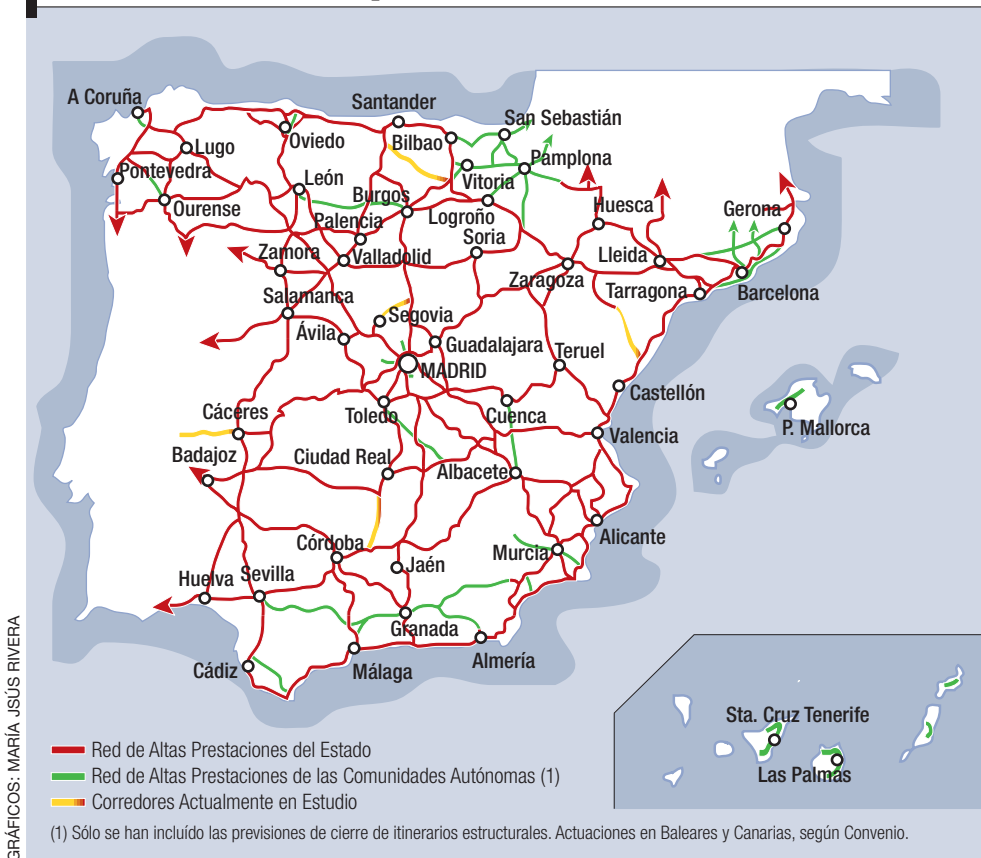 A Coruña
Santander
San Sebastián
Oviedo
Bilbao
Lugo
Pamplona
Pontevedra
León
Vitoria
Burgos
Ourense
Huesca
Gerona
Palencia
Logroño
Soria
Zamora
Valladolid
Lleida
Zaragoza
Tarragona
Barcelona
Salamanca
Segovia
Ávila
Guadalajara
Teruel
MADRID
Castellón
Cáceres
Toledo
Cuenca
P. Mallorca
Valencia
Badajoz
Ciudad Real
Albacete
Alicante
Córdoba
Murcia
Jaén
Huelva
Sevilla
Granada
Almería
Cádiz
Málaga
Sta. Cruz Tenerife
Las Palmas
Red de Altas Prestaciones del Estado
Red de Altas Prestaciones de las Comunidades Autónomas (1)
Corredores Actualmente en Estudio
(1) Sólo se han incluído las previsiones de cierre de itinerarios estructurales. Actuaciones en Baleares y Canarias, según Convenio.
GRÁFICOS: MARÍA JSÚS RIVERA